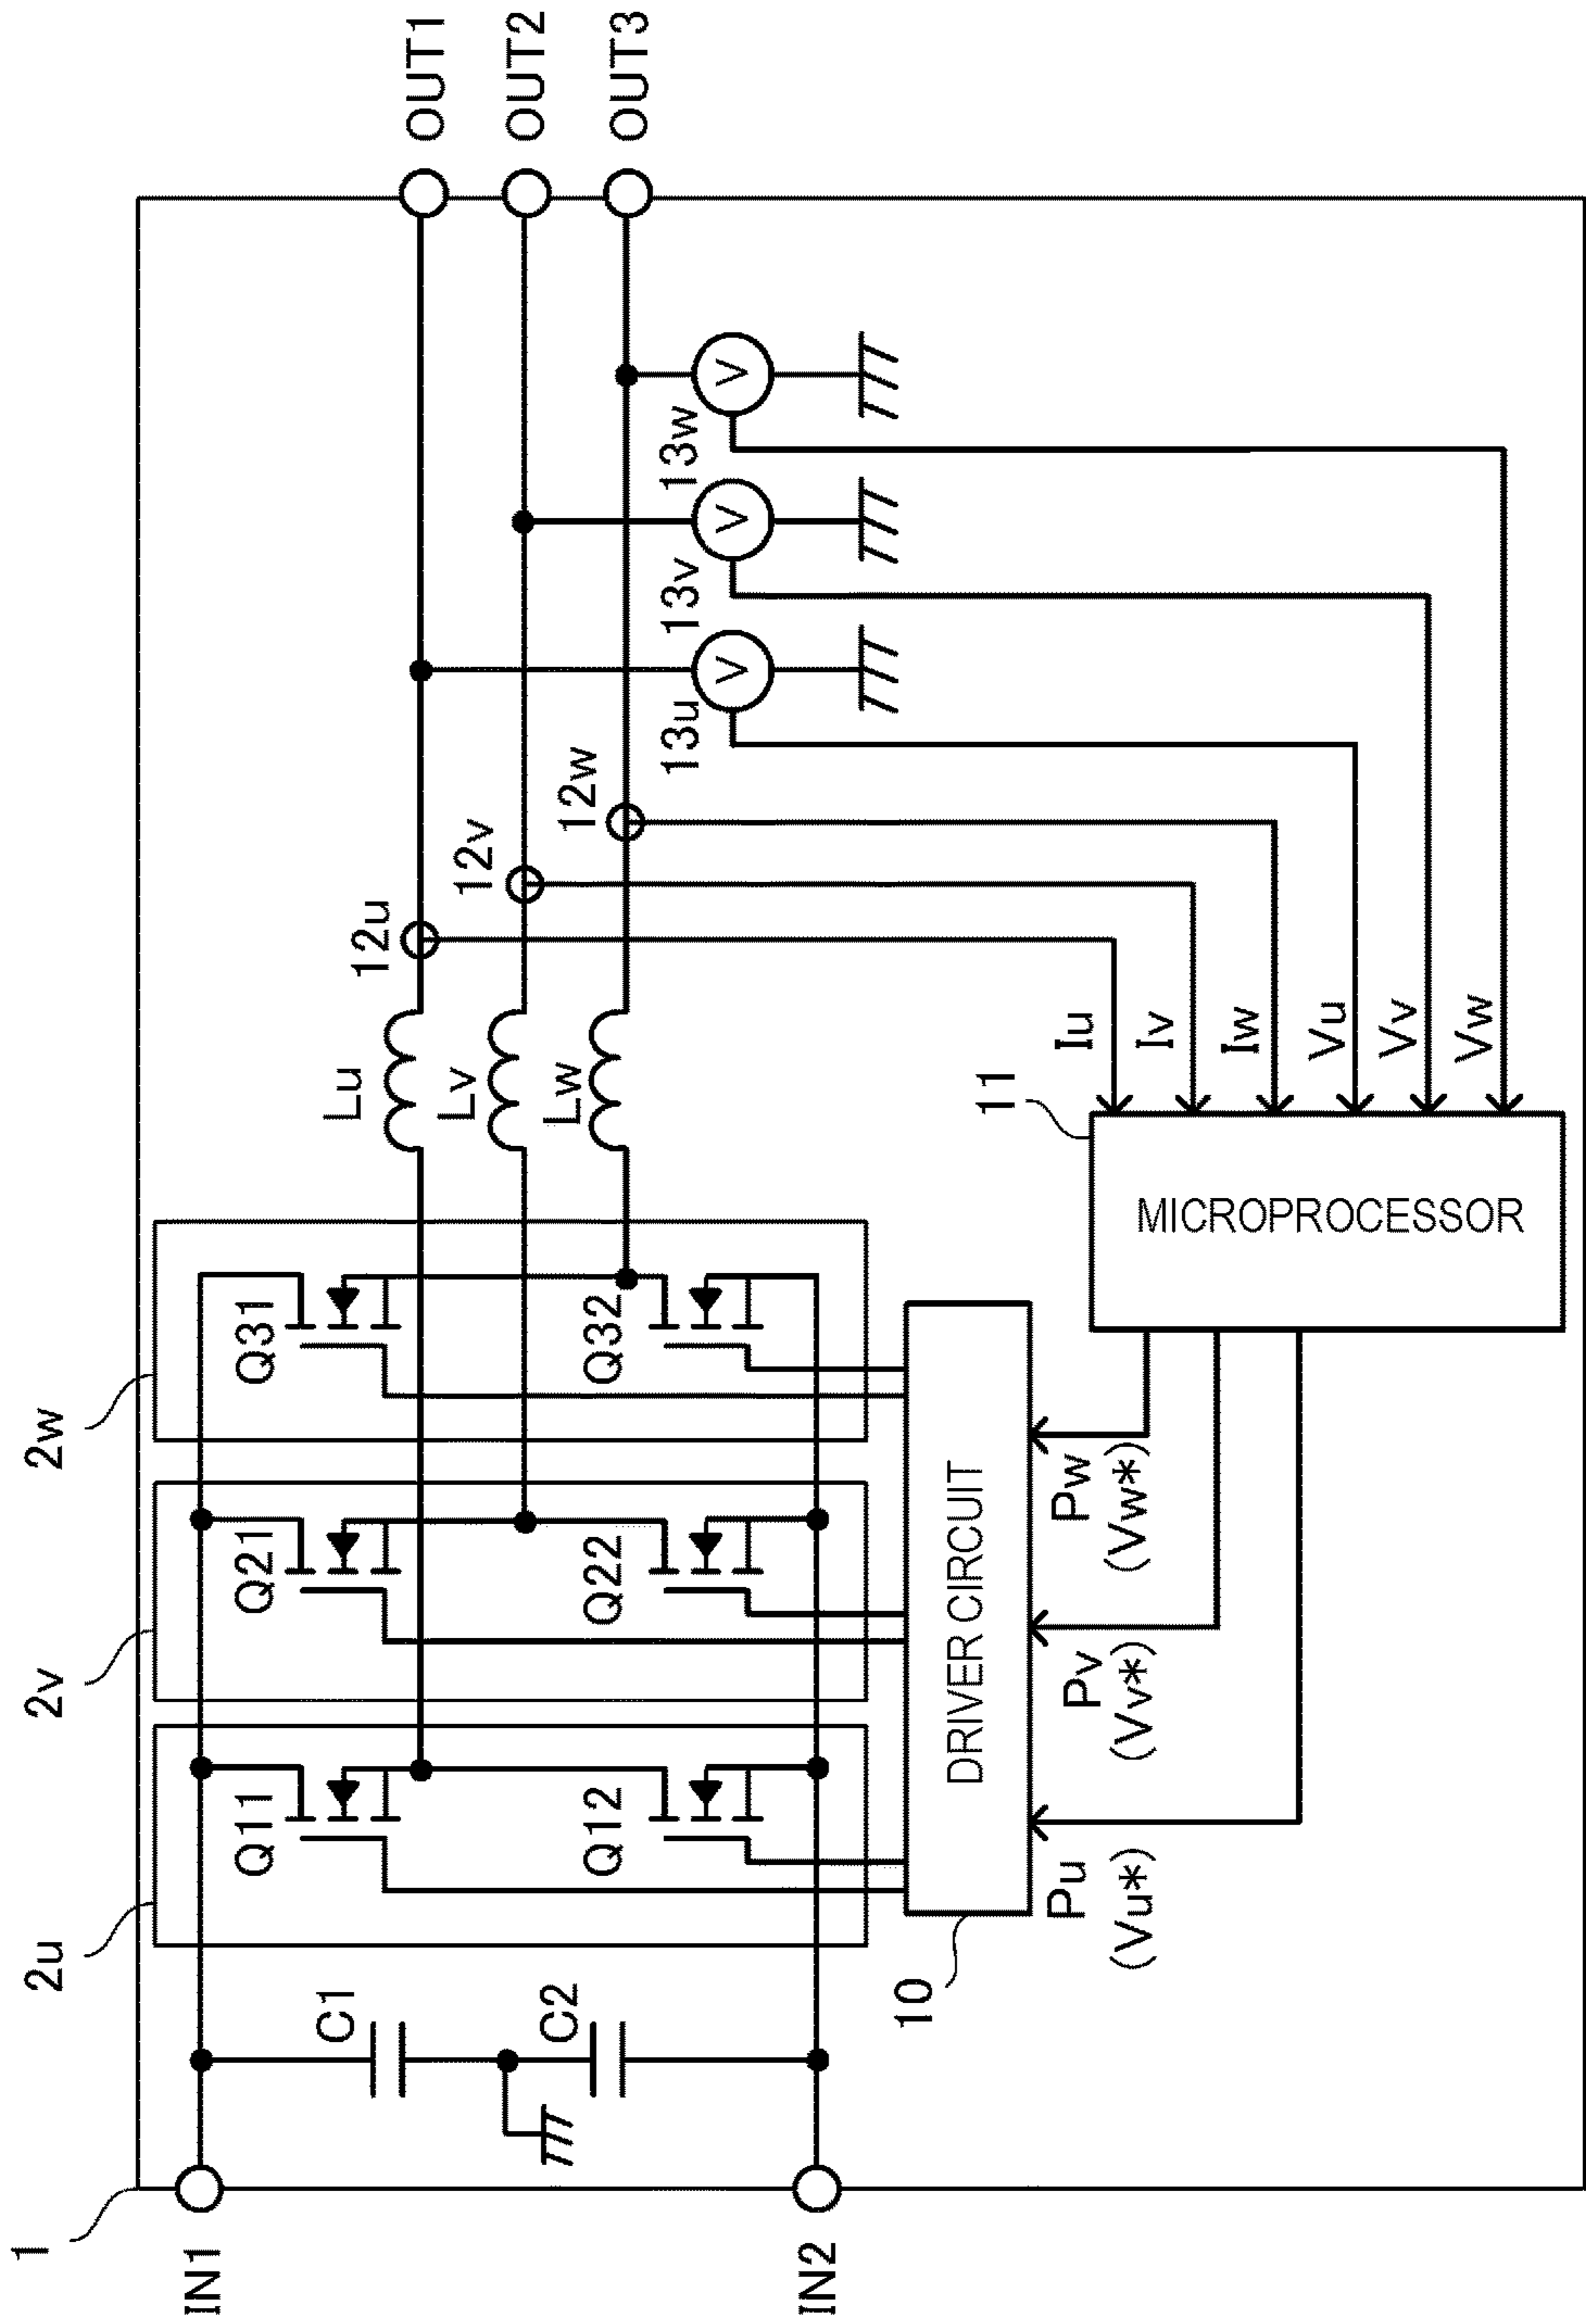 1
IN1
IN2
C1
C2
2u
2v
2w
Q11
Q12
Q21
Q22
Q31
Q32
Lu
Lv
Lw
12u
12v
12w
13u
13v
13w
V
V
V
OUT1
OUT2
OUT3
10
DRIVER CIRCUIT
Pu
(Vu*)
Pv
(Vv*)
Pw
(Vw*)
11
MICROPROCESSOR
Iu
Iv
Iw
Vu
Vv
Vw